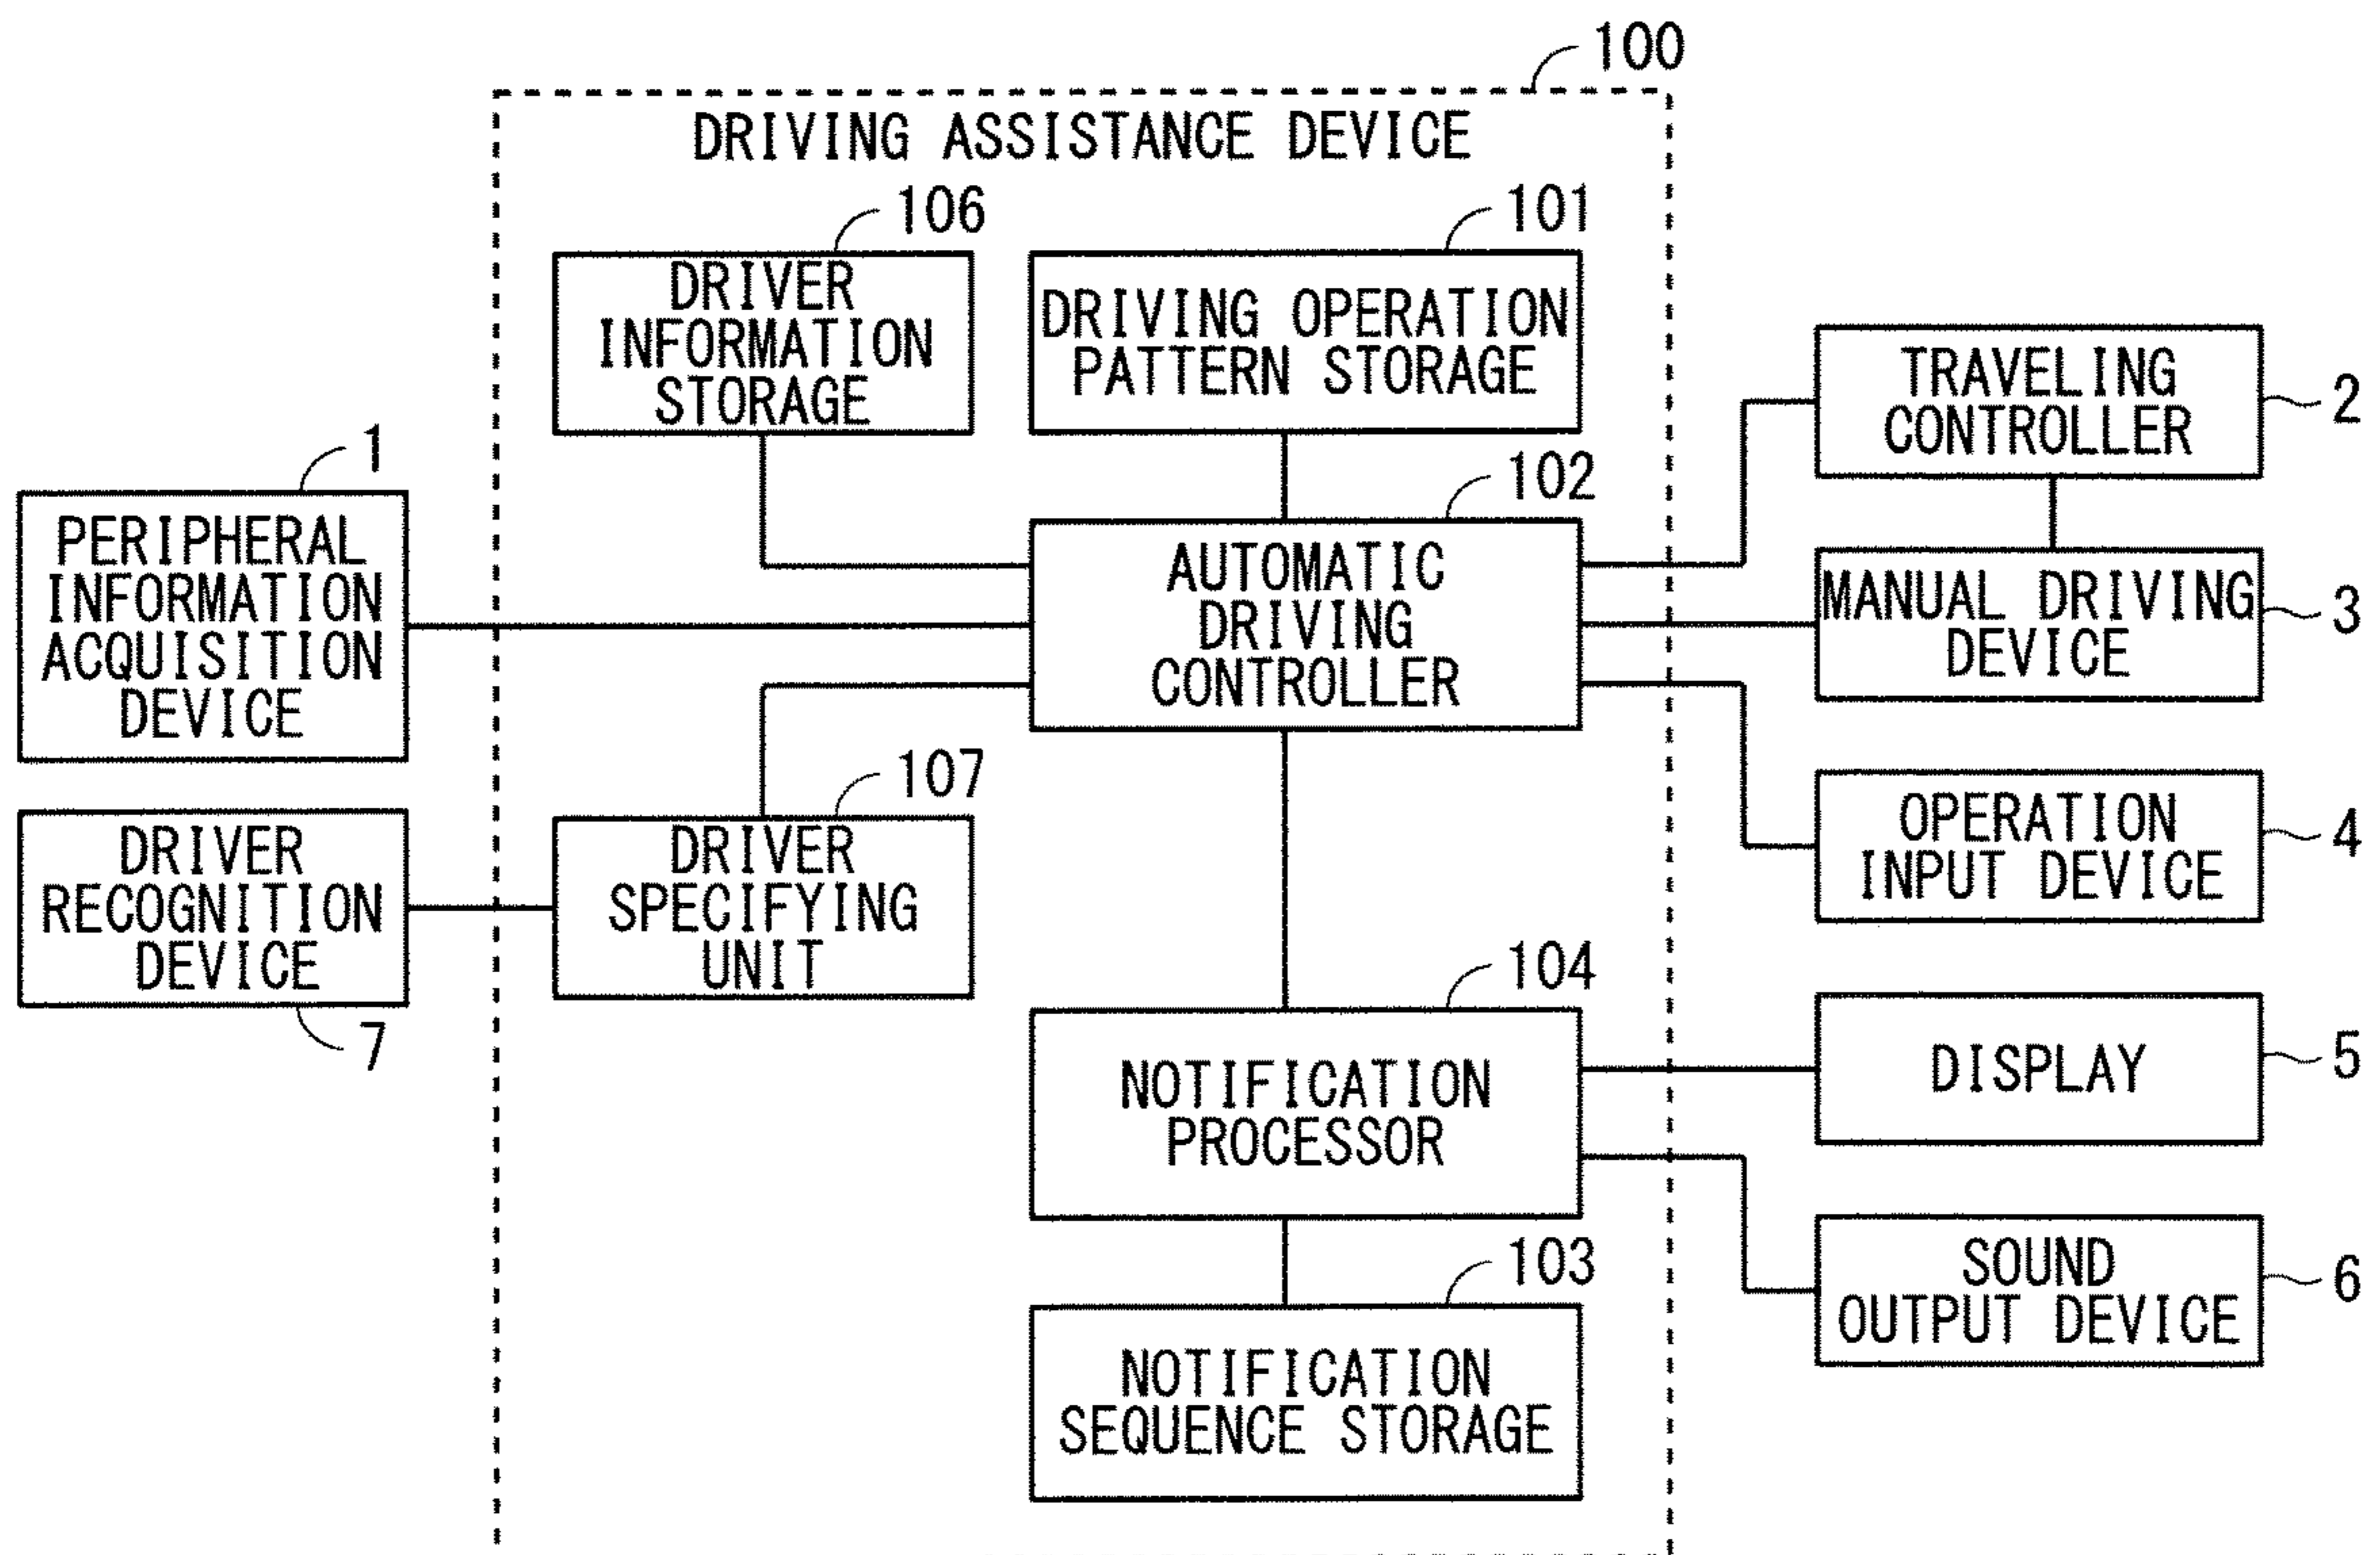 100
DRIVING ASSISTANCE DEVICE
106
DRIVER
INFORMATION
STORAGE
101
DRIVING OPERATION
PATTERN STORAGE
TRAVELING
CONTROLLER
2
1
PERIPHERAL
INFORMATION
ACQUISITION
DEVICE
102
AUTOMATIC
DRIVING
CONTROLLER
MANUAL DRIVING
DEVICE
3
107
DRIVER
SPECIFYING
UNIT
DRIVER
RECOGNITION
DEVICE
7
OPERATION
INPUT DEVICE
4
104
NOTIFICATION
PROCESSOR
DISPLAY
5
103
NOTIFICATION
SEQUENCE STORAGE
SOUND
OUTPUT DEVICE
6